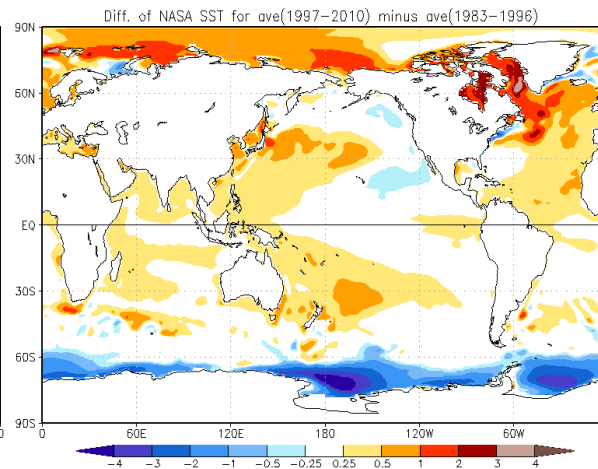 Diff. of NASA SST for ave(1997-2010) minus ave(1983-1996)
90N
60N
30N
EQ
30S
60S
90S
0 0 60E 120E 180 120W 60W
-4 -3 -2 -1 -0.5 -0.25 0.25 0.5 1 2 3 4